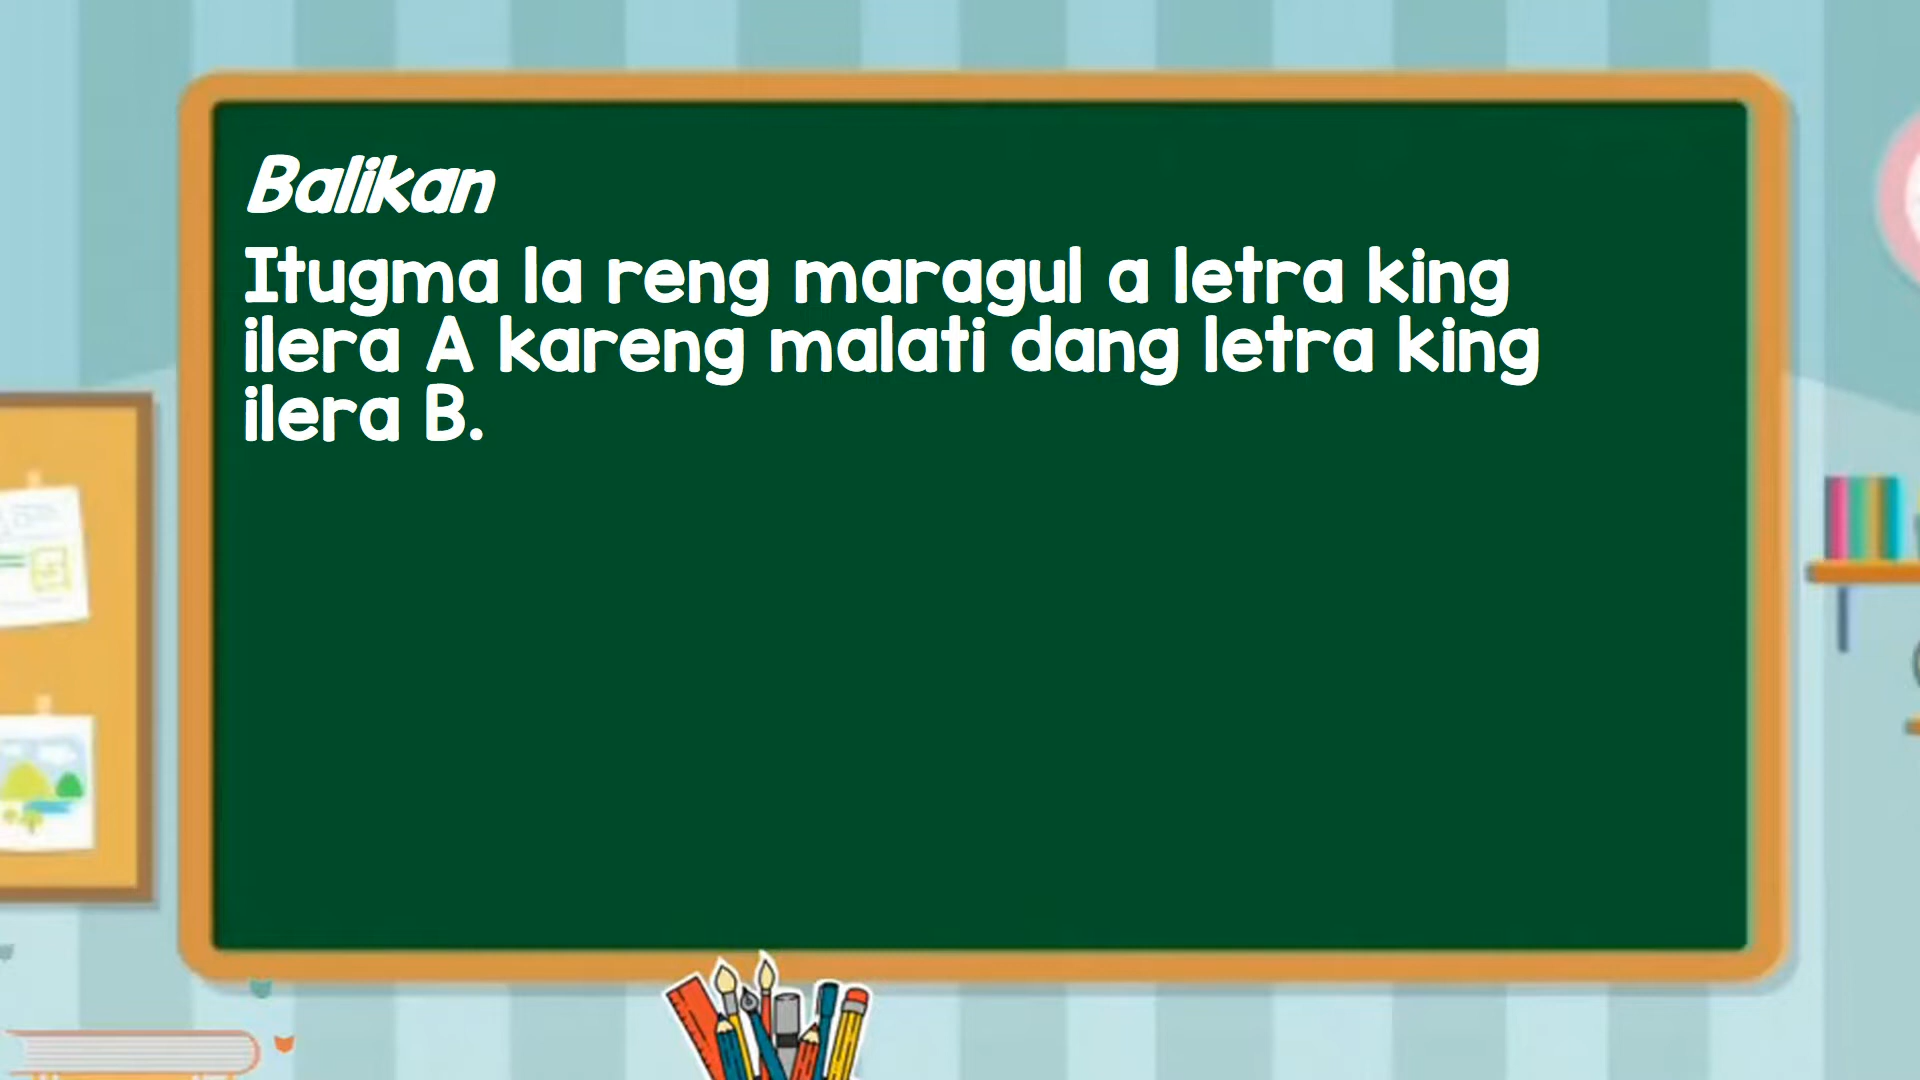 Balikan
Itugma la reng maragul a letra king
ilera A kareng malati dang letra king
ilera B.